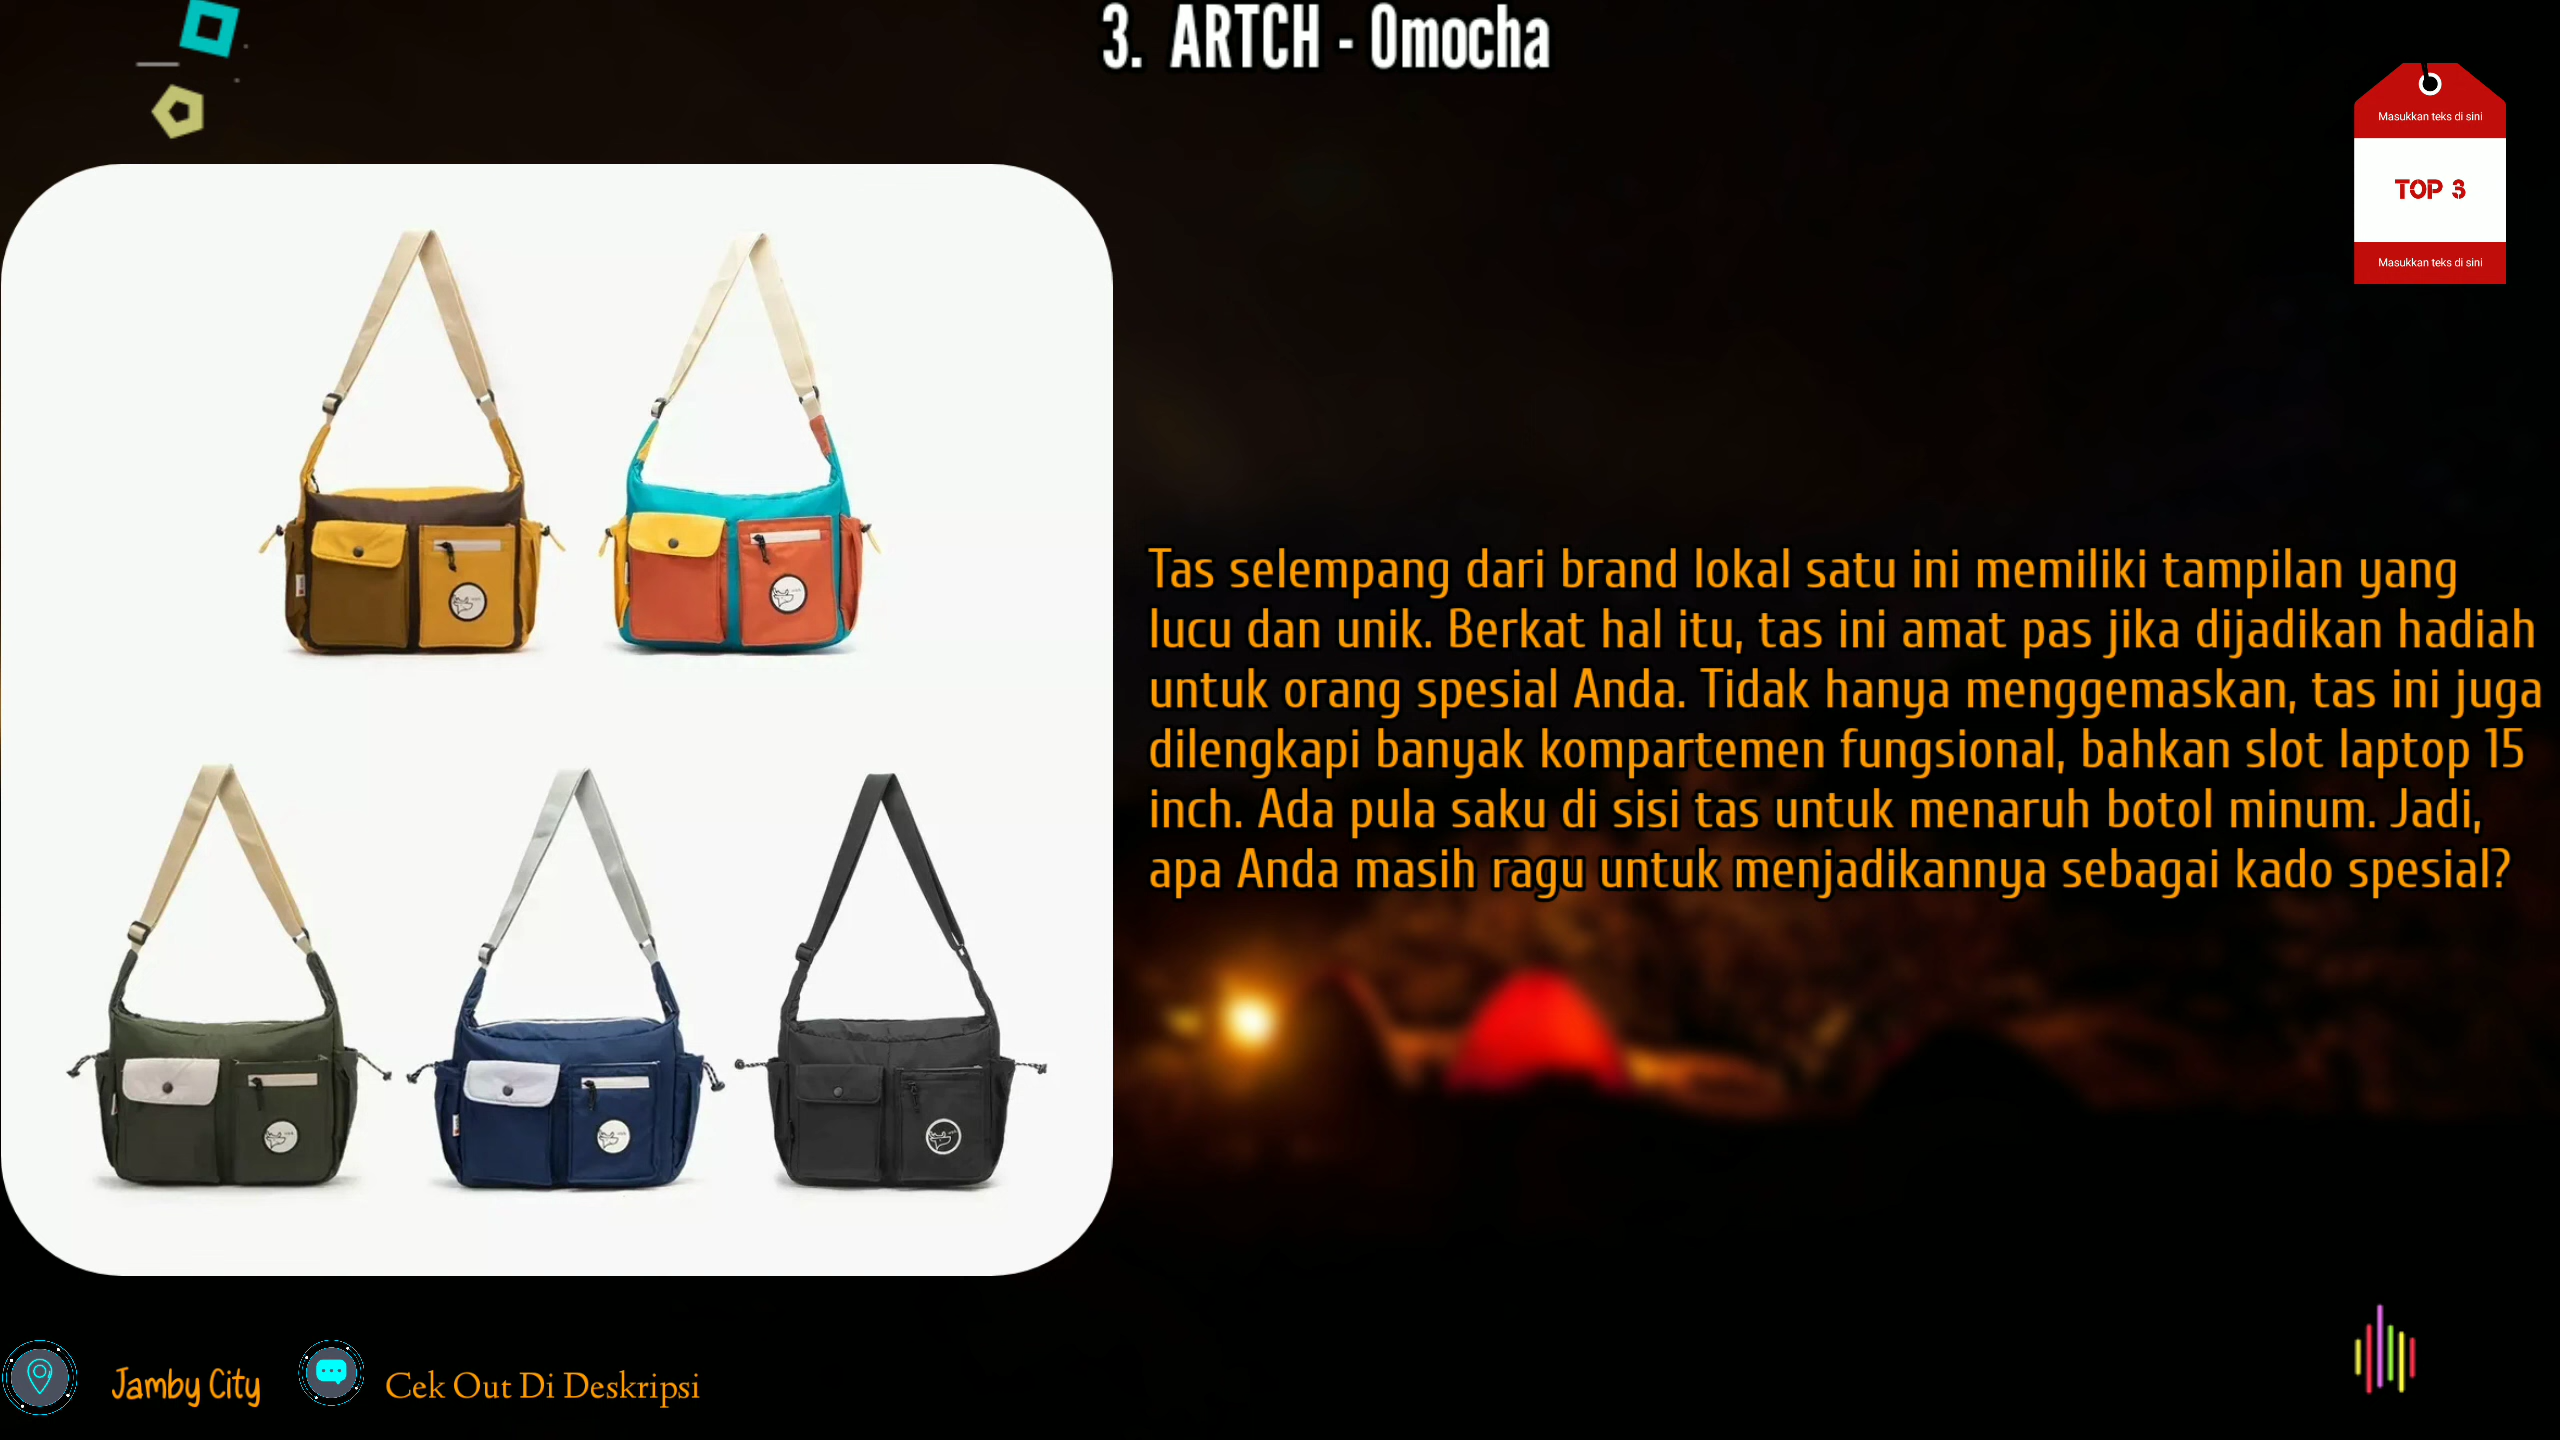 3. ARTCH - Omocha
Masukkan teks di sini
TOP 3
Masukkan teks di sini
Tas selempang dari brand lokal satu ini memiliki tampilan yang
lucu dan unik. Berkat hal itu, tas ini amat pas jika dijadikan hadiah
untuk orang spesial Anda. Tidak hanya menggemaskan, tas ini juga
dilengkapi banyak kompartemen fungsional, bahkan slot laptop 15
inch. Ada pula saku di sisi tas untuk menaruh botol minum. Jadi,
apa Anda masih ragu untuk menjadikannya sebagai kado spesial?
Jamby City
Cek Out Di Deskripsi